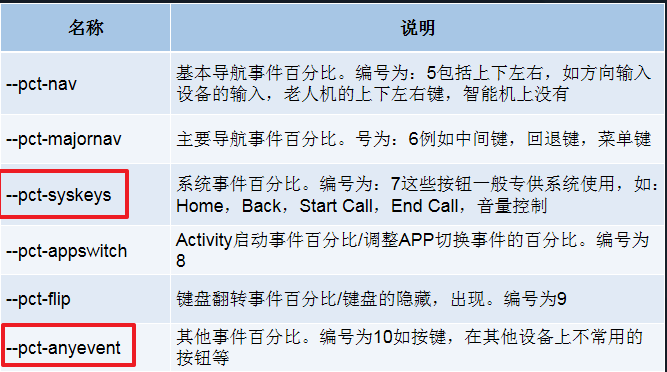 名称 说明
--pct-nav 基本导航事件百分比。编号为：5包括上下左右，如方向输入
设备的输入，老人机的上下左右键，智能机上没有
--pct-majornav 主要导航事件百分比。号为：6例如中间键，回退键，菜单键
--pct-syskeys 系统事件百分比。编号为：7这些按钮一般专供系统使用，如：
Home，Back，Start Call，End Call，音量控制
--pct-appswitch Activity启动事件百分比/调整APP切换事件的百分比。编号为
8
--pct-flip 键盘翻转事件百分比/键盘的隐藏，出现。编号为9
--pct-anyevent 其他事件百分比。编号为10如按键，在其他设备上不常用的
按钮等